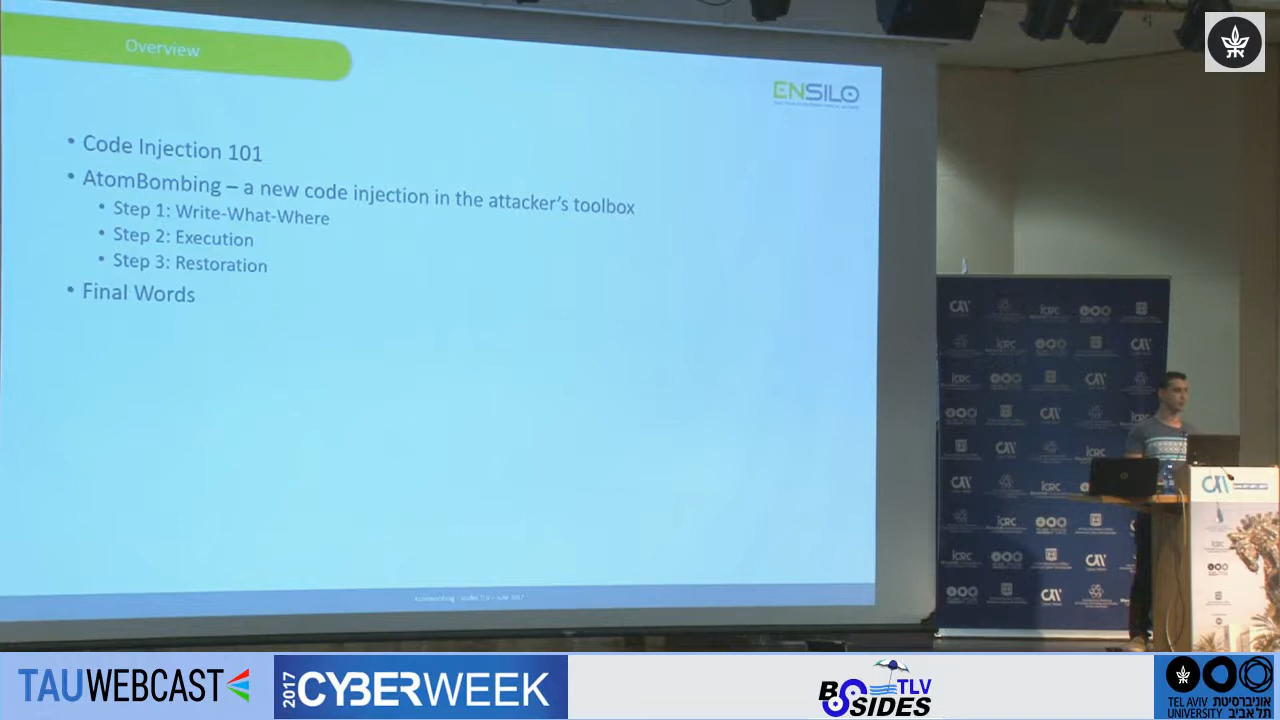 Overview
ENSILO
• Code Injection 101
• AtomBombing – a new code injection in the attacker's toolbox
• Step 1: Write-What-Where
• Step 2: Execution
• Step 3: Restoration
• Final Words
TAUWEBCAST
2017 CYBERWEEK
BSIDES TLV
TEL AVIV UNIVERSITY
אוניברסיטת תל אביב